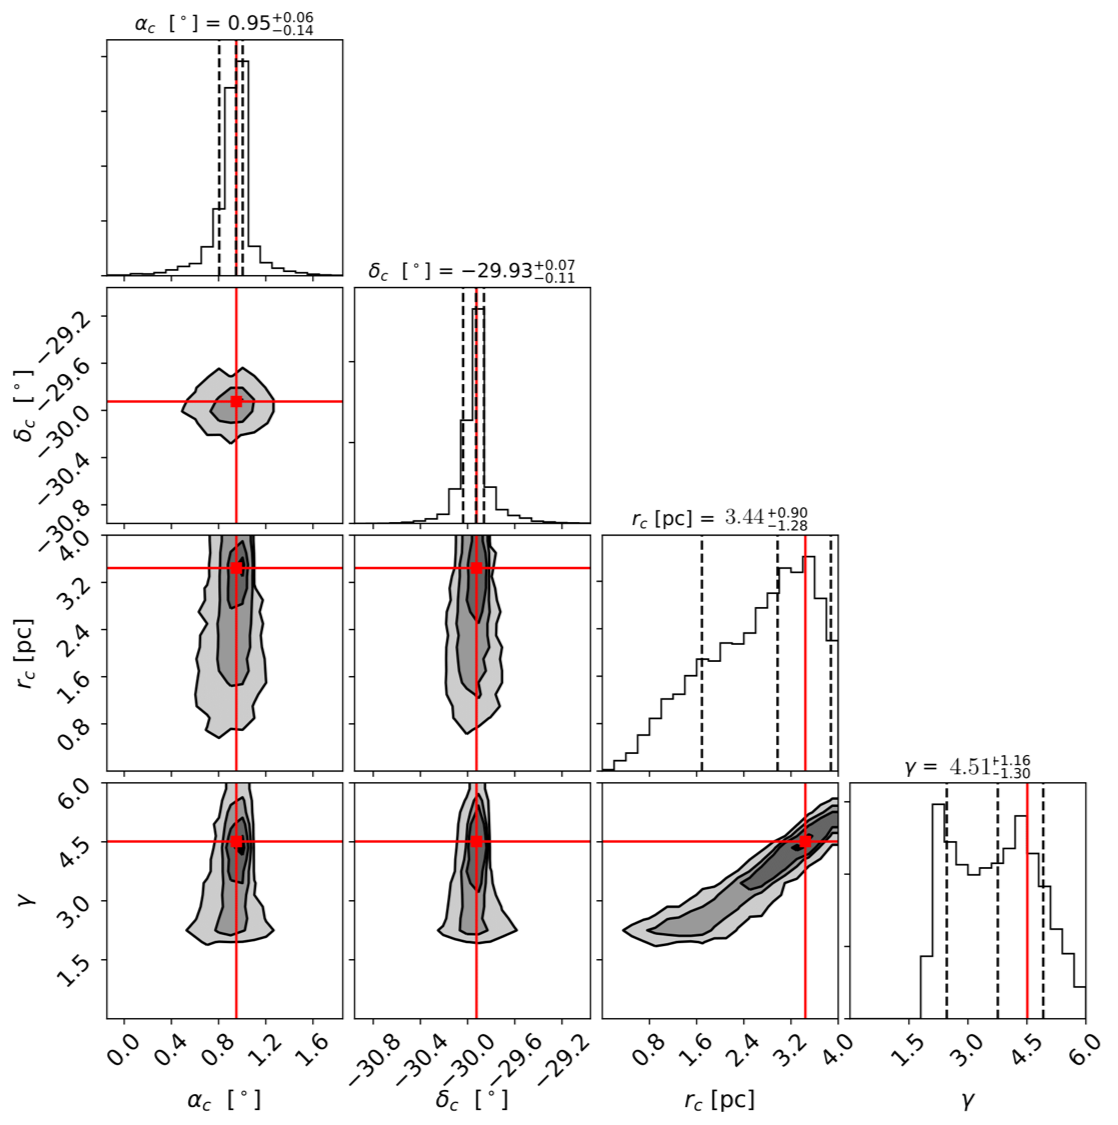 α_c [°] = 0.95^{+0.06}_{−0.14}
δ_c [°] = −29.93^{+0.07}_{−0.11}
δ_c [°]
−29.2
−29.6
−30.0
−30.4
−30.8
r_c [pc] = 3.44^{+0.90}_{−1.28}
r_c [pc]
4.0
3.2
2.4
1.6
0.8
γ = 4.51^{+1.16}_{-1.30}
γ
6.0
4.5
3.0
1.5
0.0 0.4 0.8 1.2 1.6
−30.8 −30.4 −30.0 −29.6 −29.2
0.8 1.6 2.4 3.2 4.0
1.5 3.0 4.5 6.0
α_c [°] δ_c [°] r_c [pc] γ